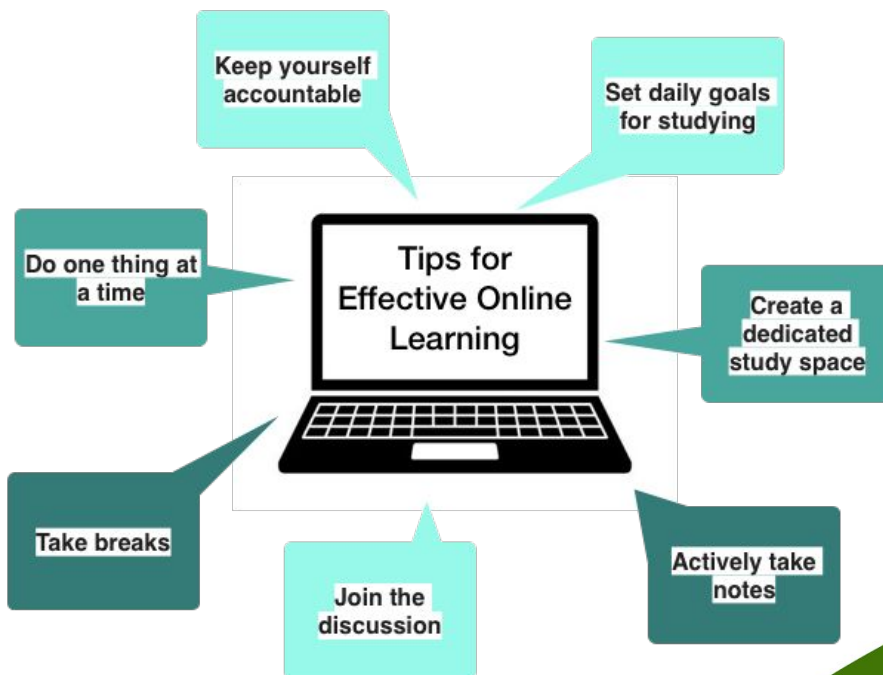 Keep yourself
accountable
Set daily goals
for studying
Do one thing at
a time
Tips for
Effective Online
Learning
Create a
dedicated
study space
Take breaks
Actively take
notes
Join the
discussion